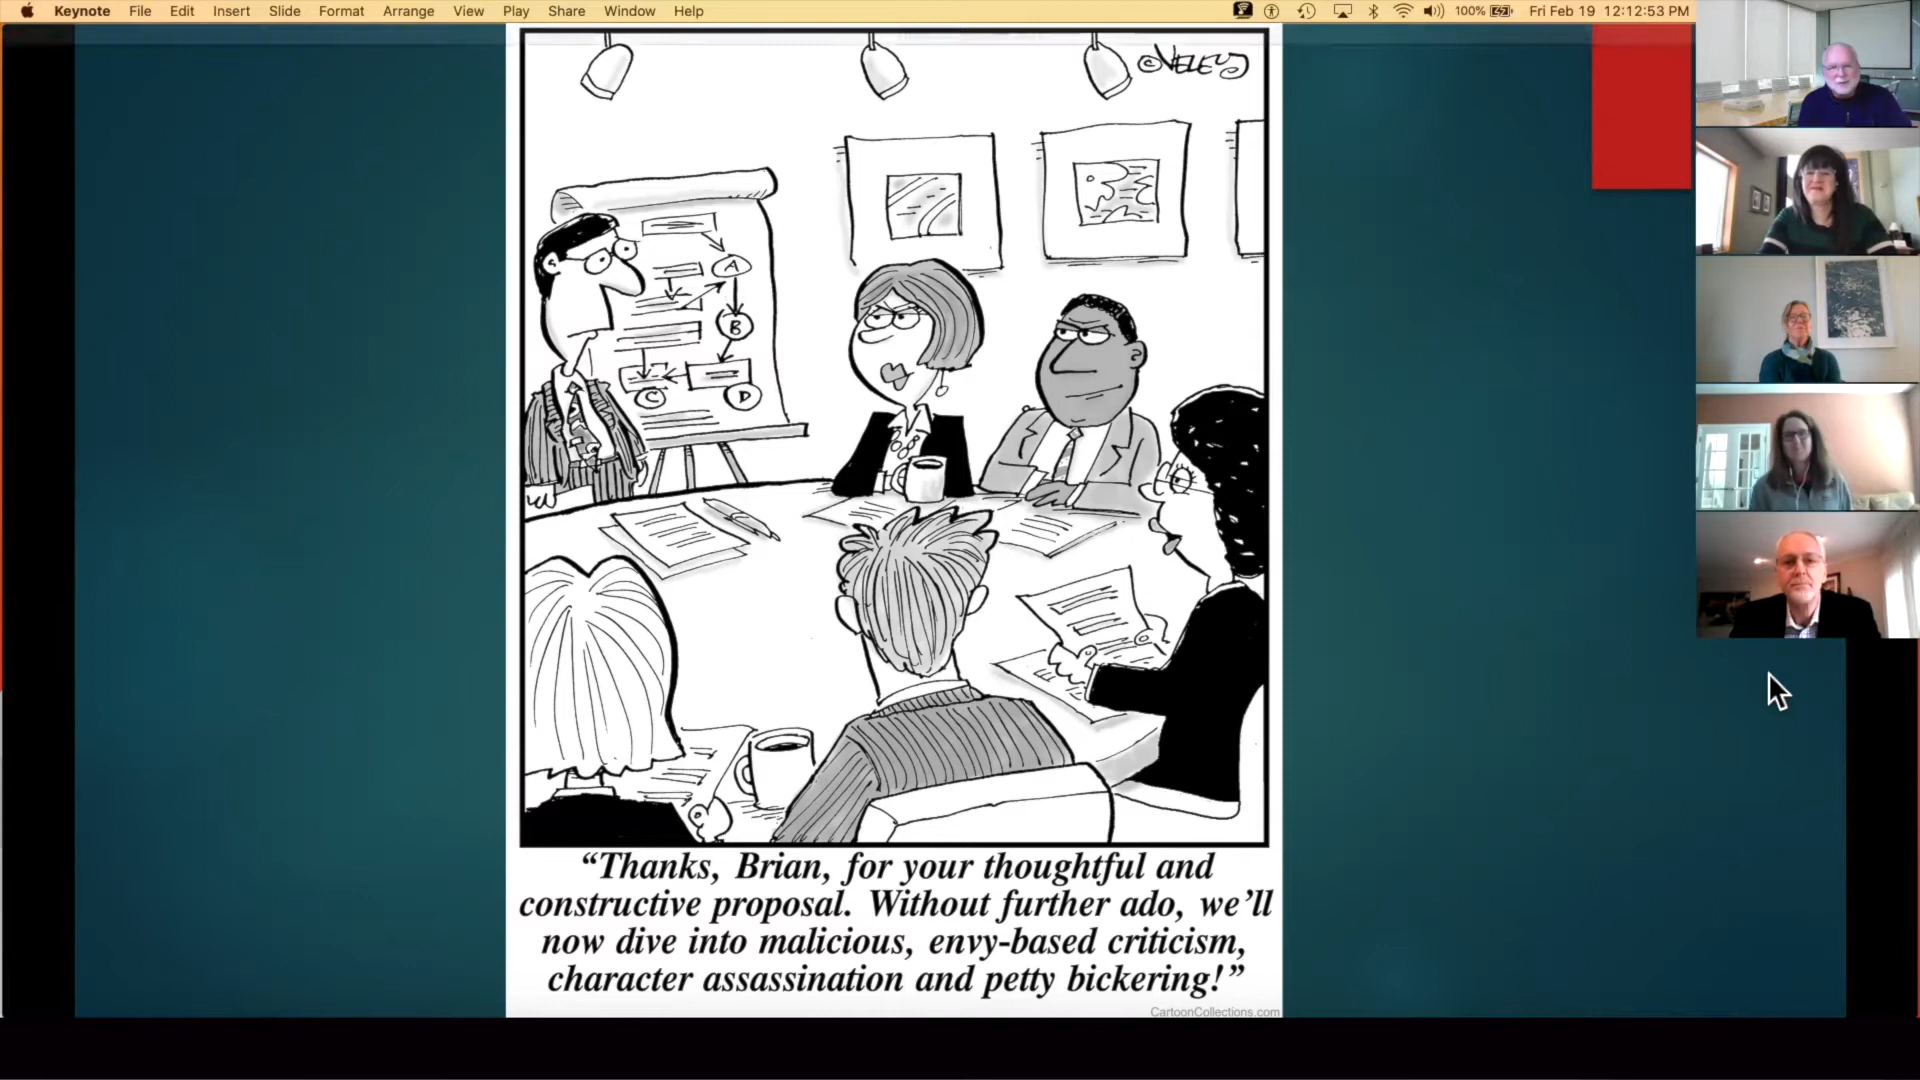 Keynote File Edit Insert Slide Format Arrange View Play Share Window Help 100% Fri Feb 19 12:12:53 PM
A
B
C
D
“Thanks, Brian, for your thoughtful and
constructive proposal. Without further ado, we’ll
now dive into malicious, envy-based criticism,
character assassination and petty bickering!”
CartoonCollections.com